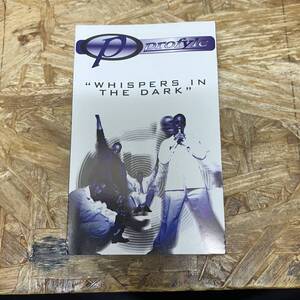 P
profyle
"WHISPERS IN
THE DARK"